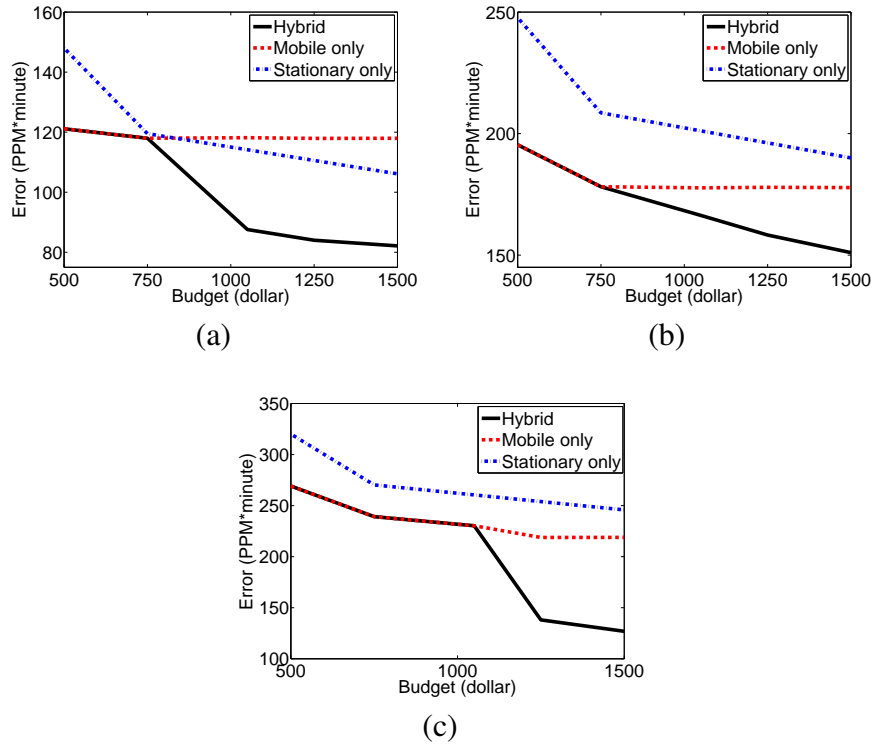 160
140
120
100
80
500
750
1000
1250
1500
Error (PPM*minute)
Budget (dollar)
Hybrid
Mobile only
Stationary only
(a)
250
200
150
500
750
1000
1250
1500
Error (PPM*minute)
Budget (dollar)
Hybrid
Mobile only
Stationary only
(b)
350
300
250
200
150
100
500
1000
1500
Error (PPM*minute)
Budget (dollar)
Hybrid
Mobile only
Stationary only
(c)